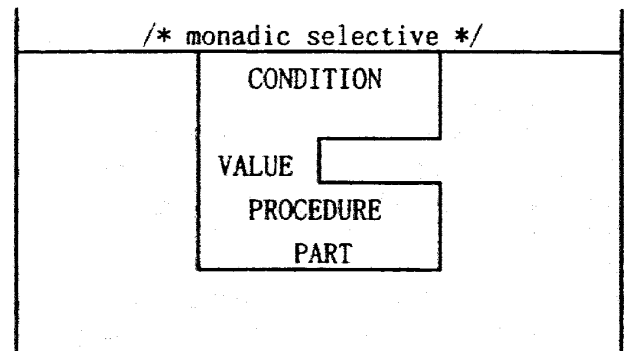 /* monadic selective */
CONDITION
VALUE
PROCEDURE
PART